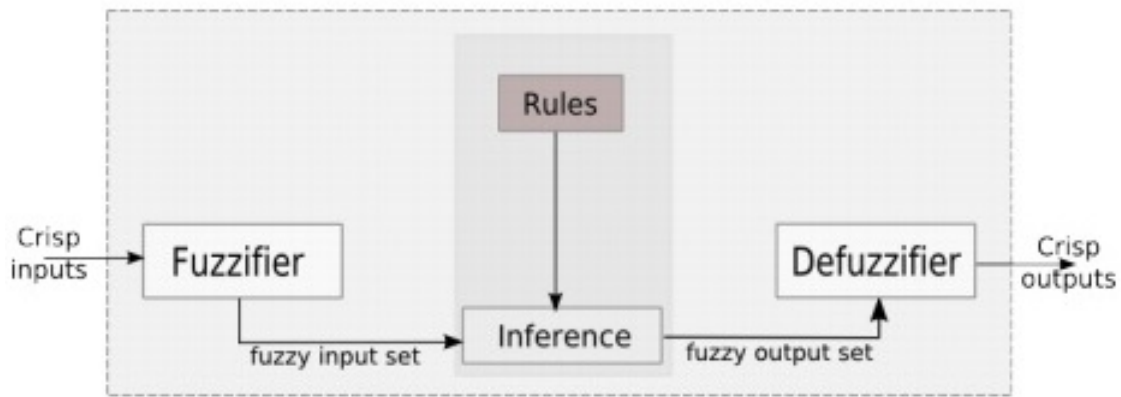 Rules
Crisp
inputs
Fuzzifier
Defuzzifier
Crisp
outputs
Inference
fuzzy input set
fuzzy output set